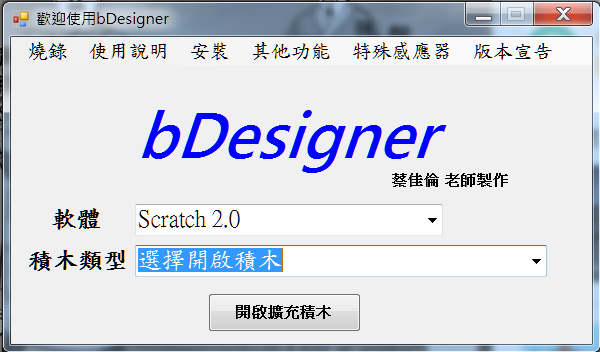 歡迎使用bDesigner
燒錄 使用說明 安裝 其他功能 特殊感應器 版本宣告
bDesigner
蔡佳倫 老師製作
軟體 Scratch 2.0
積木類型 選擇開啟積木
開啟擴充積木